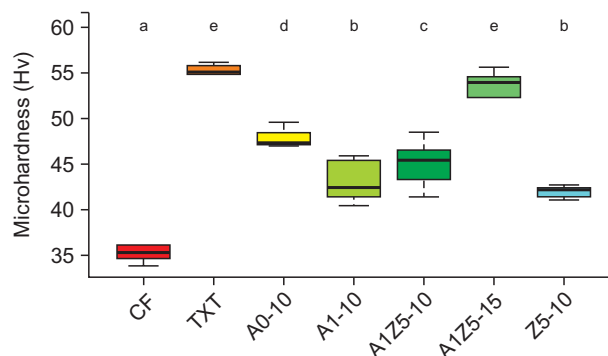 a e d b c e b
60
55
50
45
40
35
Microhardness (Hv)
CF
TXT
A0-10
A1-10
A1Z5-10
A1Z5-15
Z5-10